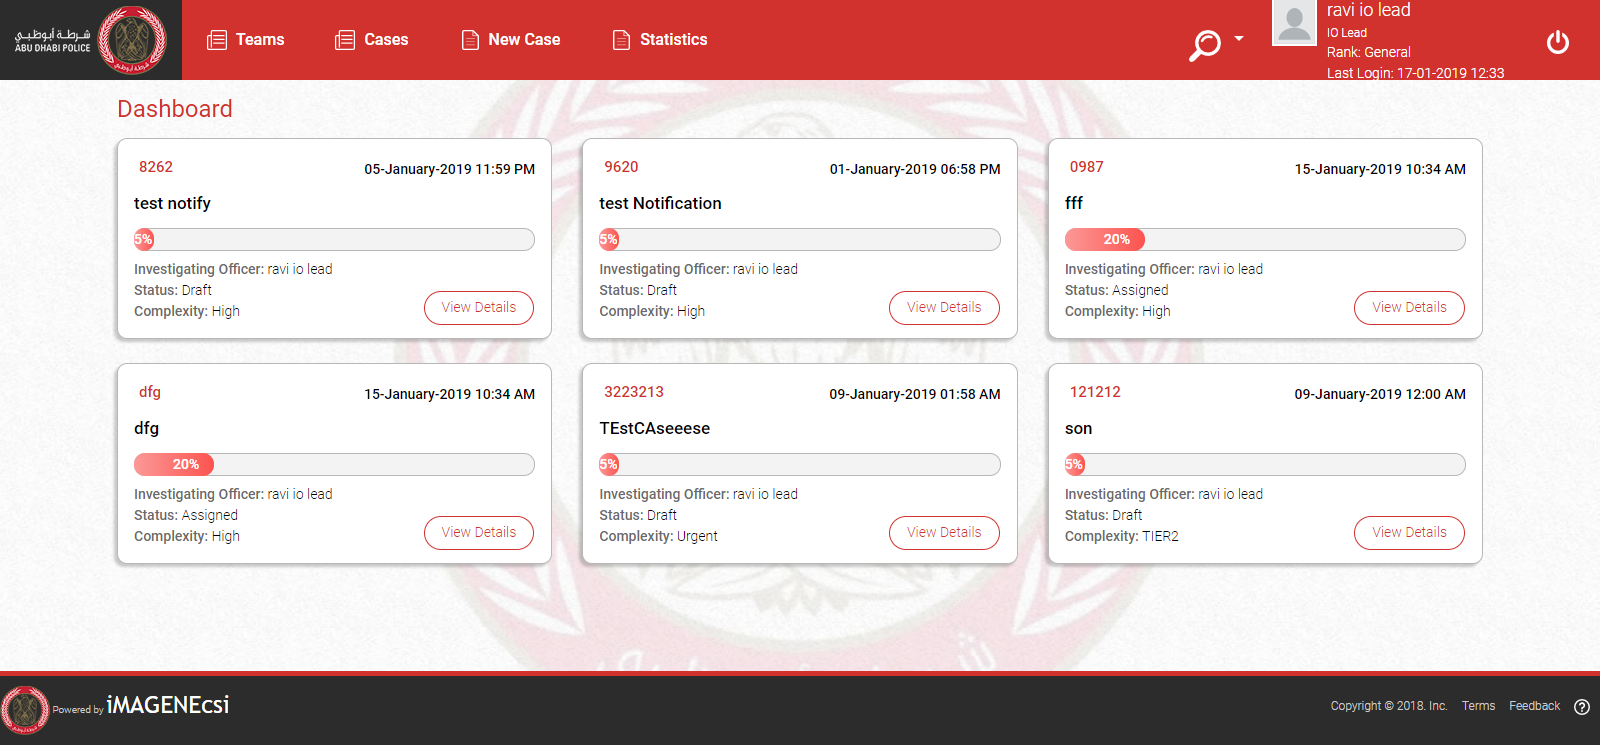 شرطة أبوظبي
ABU DHABI POLICE
Teams
Cases
New Case
Statistics
ravi io lead
IO Lead
Rank: General
Last Login: 17-01-2019 12:33
Dashboard
8262
05-January-2019 11:59 PM
test notify
5%
Investigating Officer: ravi io lead
Status: Draft
Complexity: High
View Details
9620
01-January-2019 06:58 PM
test Notification
5%
Investigating Officer: ravi io lead
Status: Draft
Complexity: High
View Details
0987
15-January-2019 10:34 AM
fff
20%
Investigating Officer: ravi io lead
Status: Assigned
Complexity: High
View Details
dfg
15-January-2019 10:34 AM
dfg
20%
Investigating Officer: ravi io lead
Status: Assigned
Complexity: High
View Details
3223213
09-January-2019 01:58 AM
TEstCAseeese
5%
Investigating Officer: ravi io lead
Status: Draft
Complexity: Urgent
View Details
121212
09-January-2019 12:00 AM
son
5%
Investigating Officer: ravi io lead
Status: Draft
Complexity: TIER2
View Details
Powered by iMAGENEcsi
Copyright © 2018. Inc.
Terms
Feedback